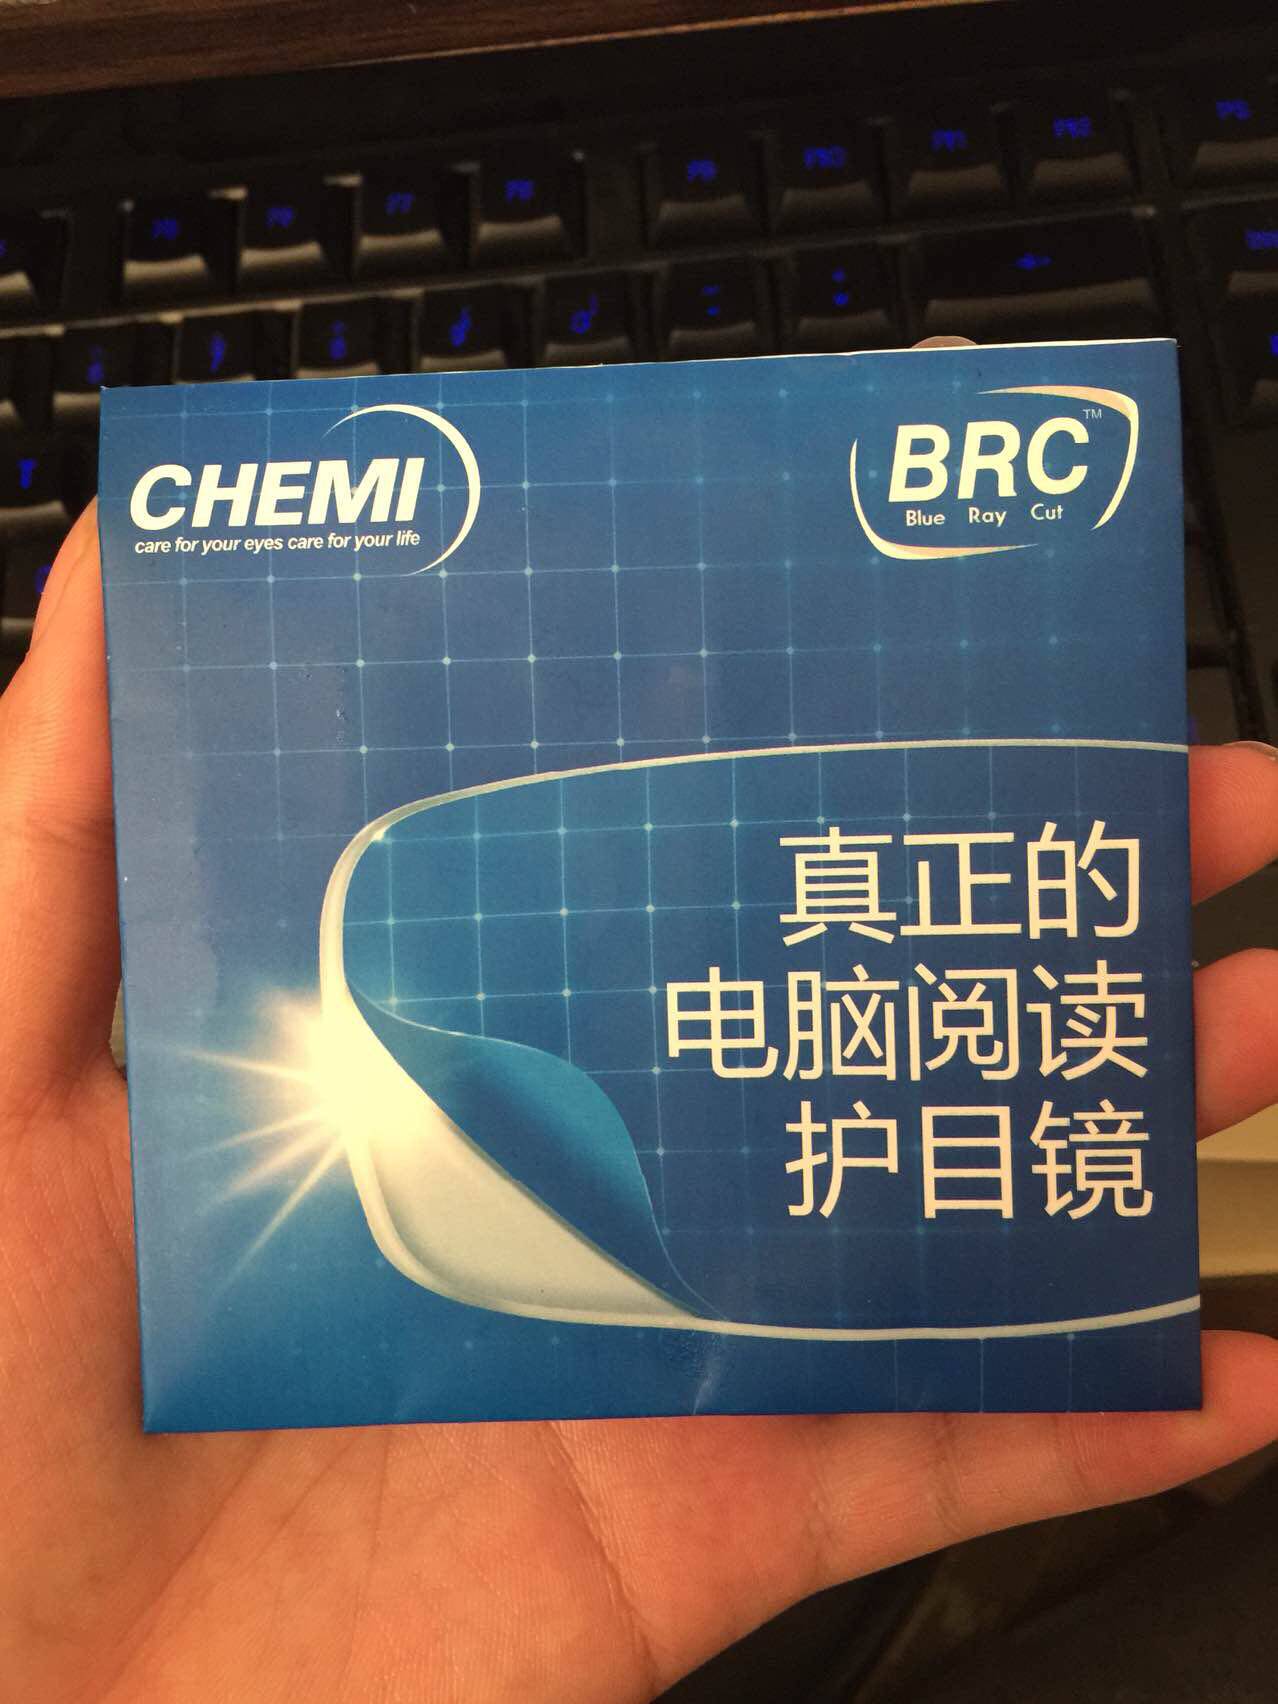 CHEMI
care for your eyes care for your life
BRC™
Blue Ray Cut
真正的
电脑阅读
护目镜
F9